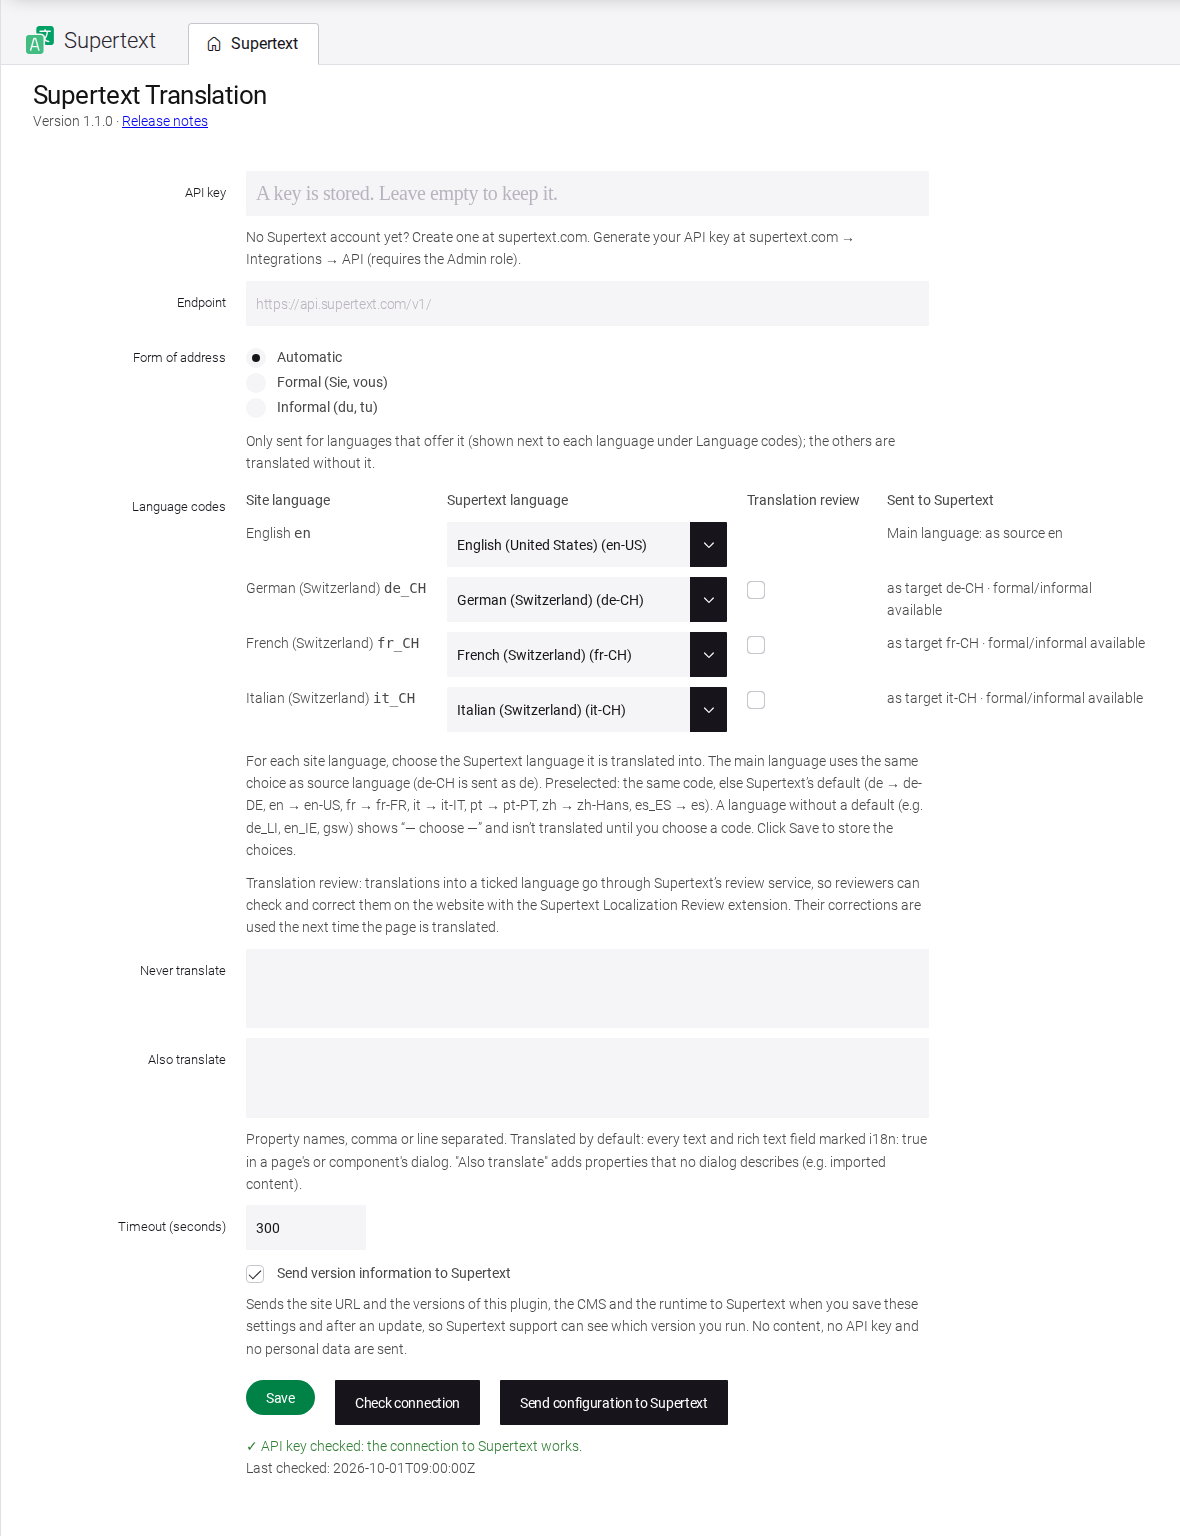 Supertext
Supertext
Supertext Translation
Version 1.1.0 · Release notes
API key
A key is stored. Leave empty to keep it.
No Supertext account yet? Create one at supertext.com. Generate your API key at supertext.com →
Integrations → API (requires the Admin role).
Endpoint
https://api.supertext.com/v1/
Form of address
Automatic
Formal (Sie, vous)
Informal (du, tu)
Only sent for languages that offer it (shown next to each language under Language codes); the others are
translated without it.
Language codes
Site language Supertext language Translation review Sent to Supertext
English en English (United States) (en-US) Main language: as source en
German (Switzerland) de_CH German (Switzerland) (de-CH) as target de-CH · formal/informal
available
French (Switzerland) fr_CH French (Switzerland) (fr-CH) as target fr-CH · formal/informal available
Italian (Switzerland) it_CH Italian (Switzerland) (it-CH) as target it-CH · formal/informal available
For each site language, choose the Supertext language it is translated into. The main language uses the same
choice as source language (de-CH is sent as de). Preselected: the same code, else Supertext’s default (de → de-
DE, en → en-US, fr → fr-FR, it → it-IT, pt → pt-PT, zh → zh-Hans, es_ES → es). A language without a default (e.g.
de_LI, en_IE, gsw) shows “— choose —” and isn’t translated until you choose a code. Click Save to store the
choices.
Translation review: translations into a ticked language go through Supertext’s review service, so reviewers can
check and correct them on the website with the Supertext Localization Review extension. Their corrections are
used the next time the page is translated.
Never translate
Also translate
Property names, comma or line separated. Translated by default: every text and rich text field marked i18n: true
in a page's or component's dialog. "Also translate" adds properties that no dialog describes (e.g. imported
content).
Timeout (seconds)
300
Send version information to Supertext
Sends the site URL and the versions of this plugin, the CMS and the runtime to Supertext when you save these
settings and after an update, so Supertext support can see which version you run. No content, no API key and
no personal data are sent.
Save Check connection Send configuration to Supertext
✓ API key checked: the connection to Supertext works.
Last checked: 2026-10-01T09:00:00Z